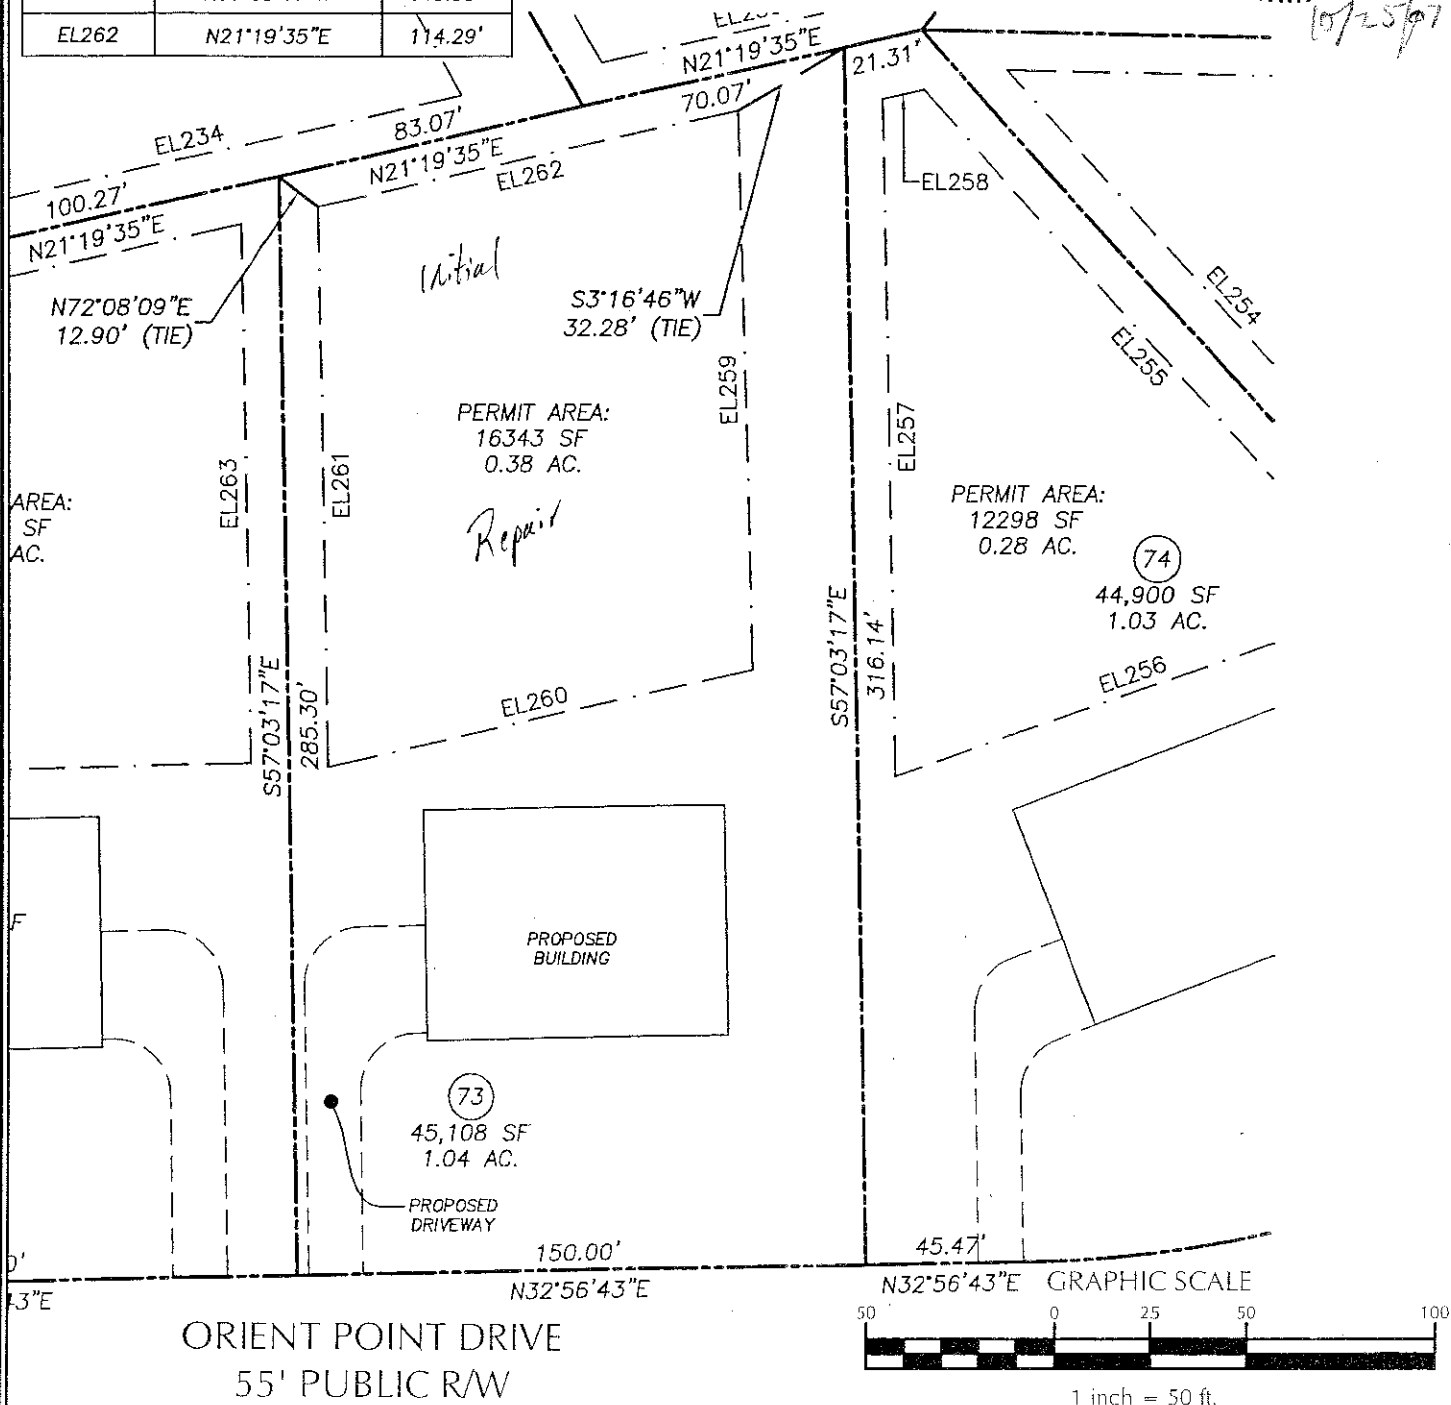 EL262 N21°19'35"E 114.29'
10/25/07
N21°19'35"E
21.31'
70.07'
83.07'
EL234
N21°19'35"E
EL262
EL258
100.27'
N21°19'35"E
Initial
N72°08'09"E
12.90' (TIE)
S3°16'46"W
32.28' (TIE)
EL254
EL255
EL259
EL257
PERMIT AREA:
16343 SF
0.38 AC.
EL263
EL261
AREA:
SF
AC.
Repair
PERMIT AREA:
12298 SF
0.28 AC.
74
44,900 SF
1.03 AC.
S57°03'17"E
285.30'
S57°03'17"E
316.14'
EL260
EL256
F
PROPOSED
BUILDING
73
45,108 SF
1.04 AC.
PROPOSED
DRIVEWAY
0'
43"E
150.00'
N32°56'43"E
45.47'
N32°56'43"E
GRAPHIC SCALE
50 0 25 50 100
1 inch = 50 ft.
ORIENT POINT DRIVE
55' PUBLIC R/W